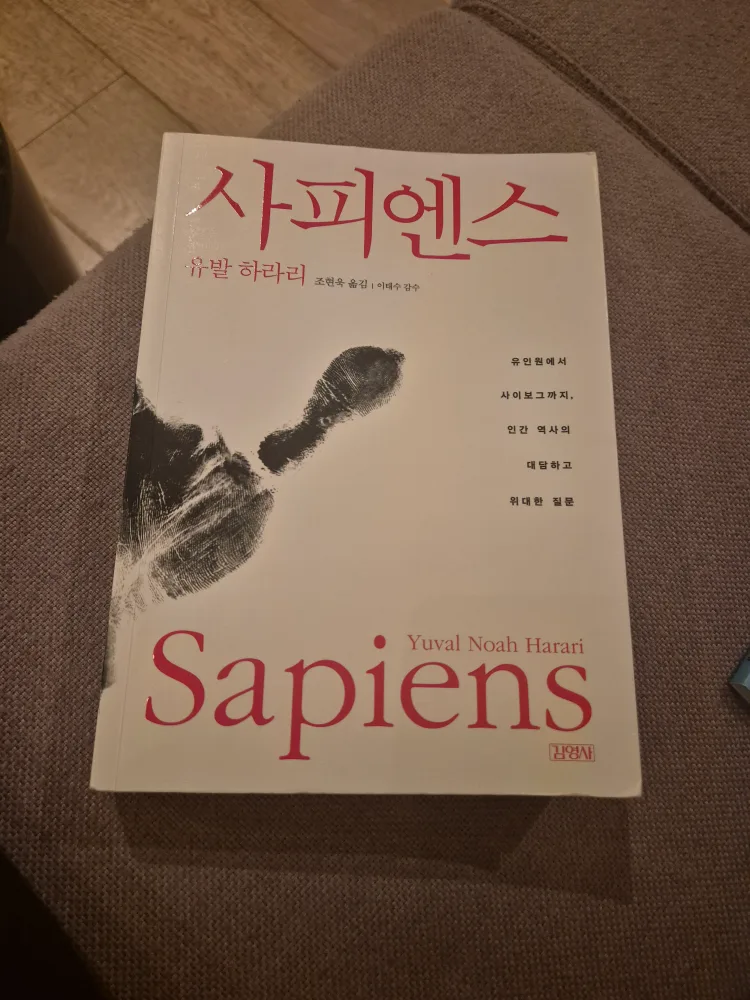 사피엔스
유발 하라리 조현욱 옮김 | 이태수 감수
유인원에서
사이보그까지,
인간 역사의
대담하고
위대한 질문
Yuval Noah Harari
Sapiens
김영사